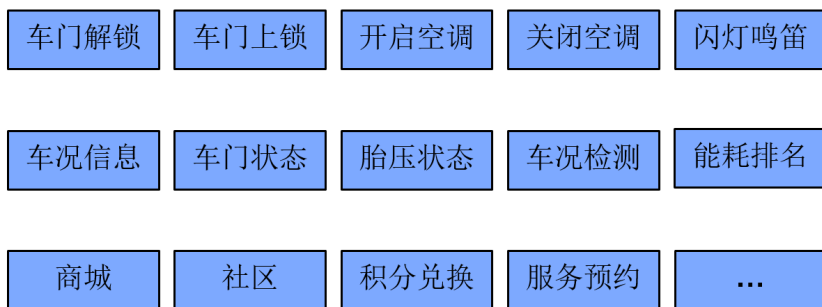 车门解锁 车门上锁 开启空调 关闭空调 闪灯鸣笛
车况信息 车门状态 胎压状态 车况检测 能耗排名
商城 社区 积分兑换 服务预约 ...